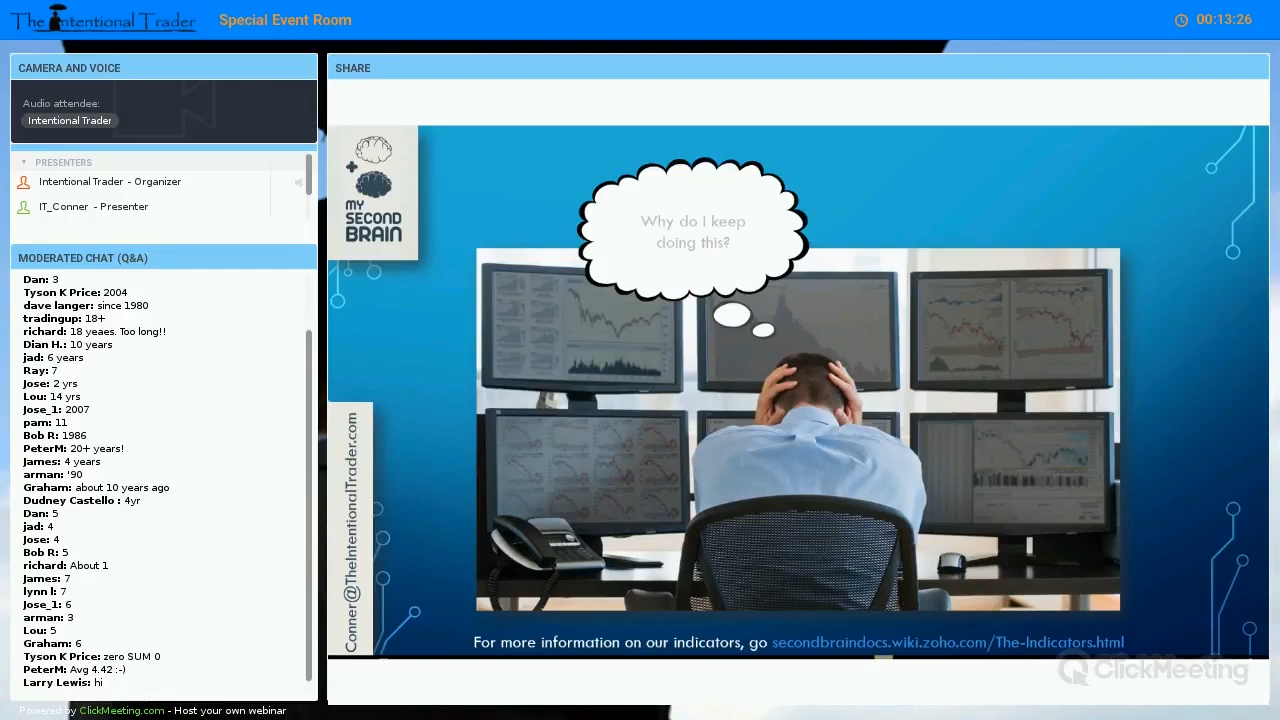 The Intentional Trader
Special Event Room
00:13:26
CAMERA AND VOICE
Audio attendee:
Intentional Trader
PRESENTERS
Intentional Trader - Organizer
IT_Conner - Presenter
MODERATED CHAT (Q&A)
Dan: 3
Tyson K Price: 2004
dave langer: since 1980
tradingup: 18+
richard: 18 yeaes. Too long!!
Dian H.: 10 years
jad: 6 years
Ray: 7
Jose: 2 yrs
Lou: 14 yrs
Jose_1: 2007
pam: 11
Bob R: 1986
PeterM: 20+ years!
James: 4 years
arman: '90
Graham: about 10 years ago
Dudney Castello : 4yr
Dan: 5
jad: 4
Jose: 4
Bob R: 5
richard: About 1
James: 7
lynn l: 7
Jose_1: 6
arman: 3
Lou: 5
Graham: 6
Tyson K Price: zero SUM 0
PeterM: Avg 4.42 :-)
Larry Lewis: hi
Powered by ClickMeeting.com - Host your own webinar
SHARE
MY
SECOND
BRAIN
Why do I keep
doing this?
Conner@TheIntentionalTrader.com
For more information on our indicators, go secondbraindocs.wiki.zoho.com/The-Indicators.html
ClickMeeting